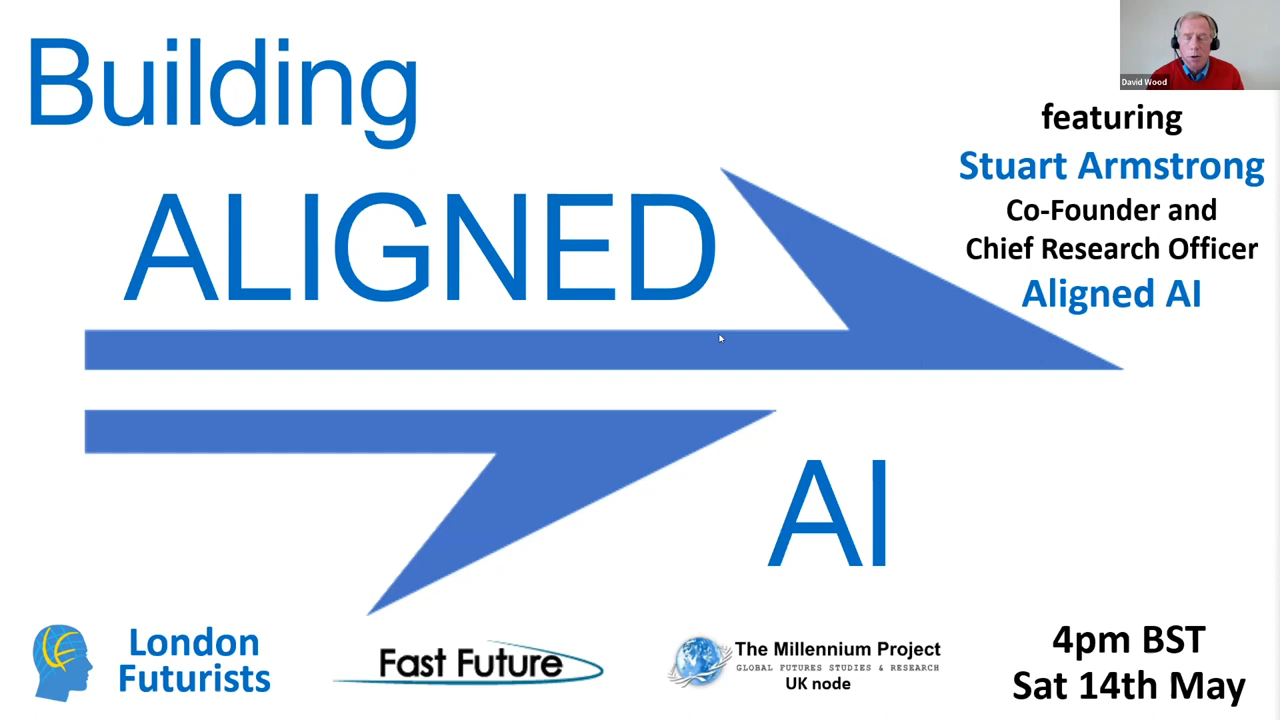 Building
ALIGNED
AI
David Wood
featuring
Stuart Armstrong
Co-Founder and
Chief Research Officer
Aligned AI
London
Futurists
Fast Future
The Millennium Project
GLOBAL FUTURES STUDIES & RESEARCH
UK node
4pm BST
Sat 14th May